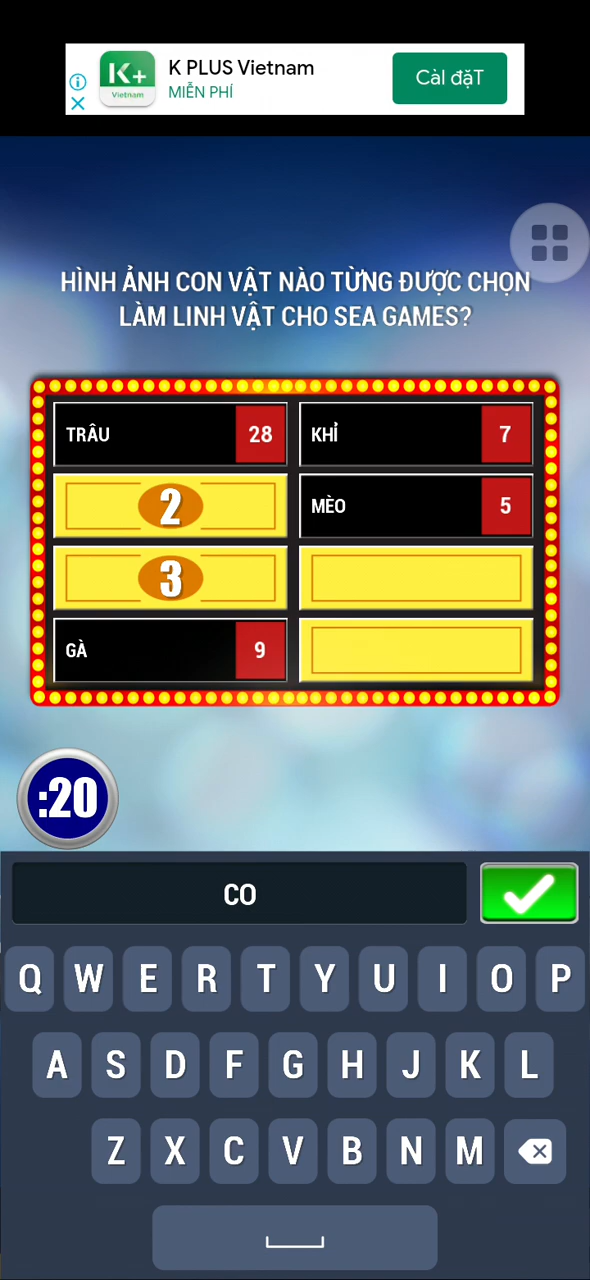 K+
Vietnam
K PLUS Vietnam
MIỄN PHÍ
Cài đặT
HÌNH ẢNH CON VẬT NÀO TỪNG ĐƯỢC CHỌN
LÀM LINH VẬT CHO SEA GAMES?
TRÂU 28
KHỈ 7
2
MÈO 5
3
GÀ 9
:20
CO
Q W E R T Y U I O P
A S D F G H J K L
Z X C V B N M